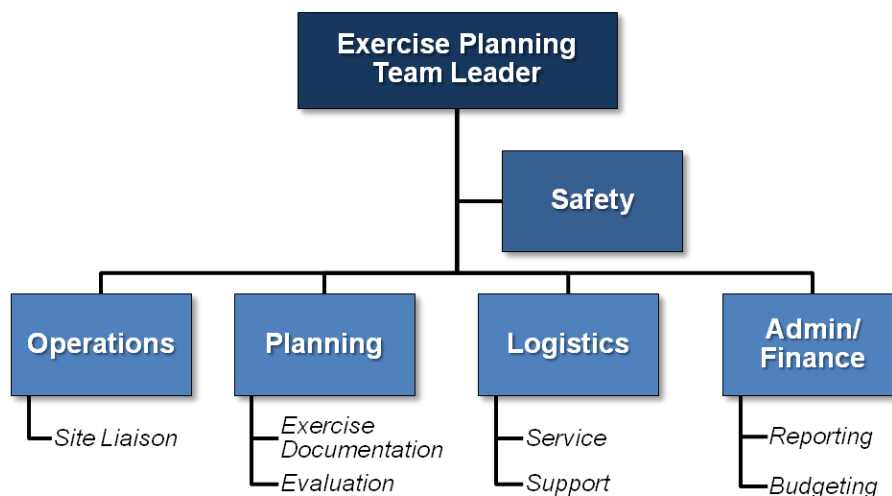 Exercise Planning
Team Leader
Safety
Operations
Planning
Logistics
Admin/
Finance
Site Liaison
Exercise
Documentation
Evaluation
Service
Support
Reporting
Budgeting